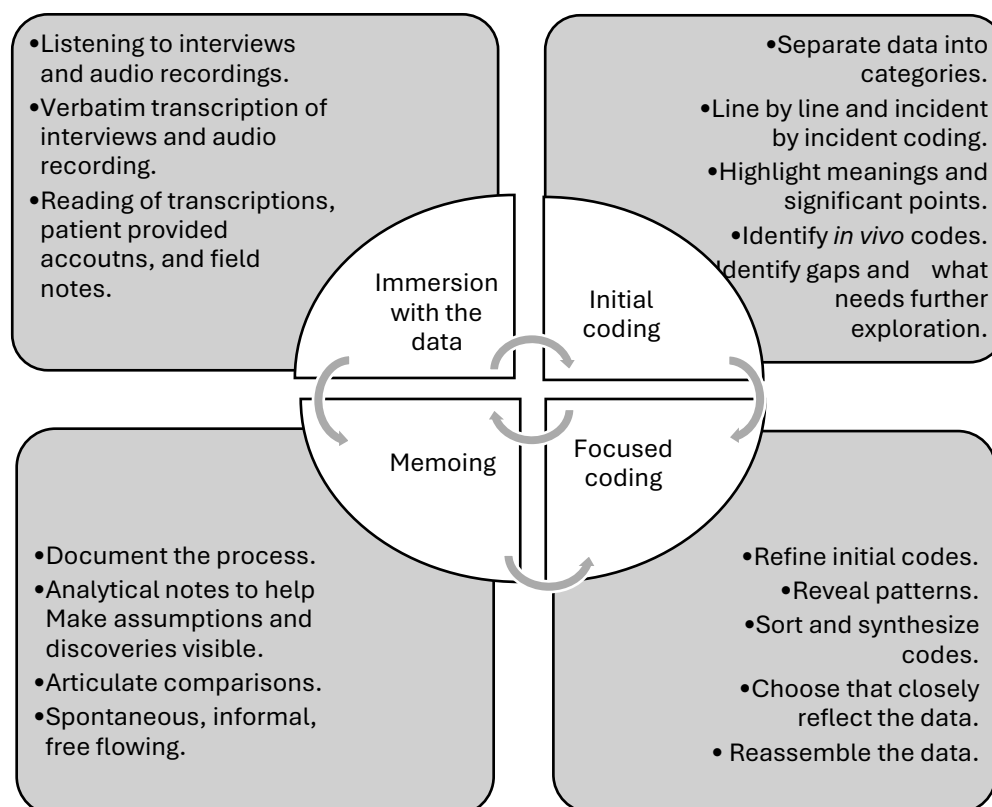 •Listening to interviews
and audio recordings.
•Verbatim transcription of
interviews and audio
recording.
•Reading of transcriptions,
patient provided
accoutns, and field
notes.
•Separate data into
categories.
•Line by line and incident
by incident coding.
•Highlight meanings and
significant points.
•Identify in vivo codes.
Identify gaps and what
needs further
exploration.
Immersion
with the
data
Initial
coding
Memoing
Focused
coding
•Document the process.
•Analytical notes to help
Make assumptions and
discoveries visible.
•Articulate comparisons.
•Spontaneous, informal,
free flowing.
•Refine initial codes.
•Reveal patterns.
•Sort and synthesize
codes.
•Choose that closely
reflect the data.
• Reassemble the data.